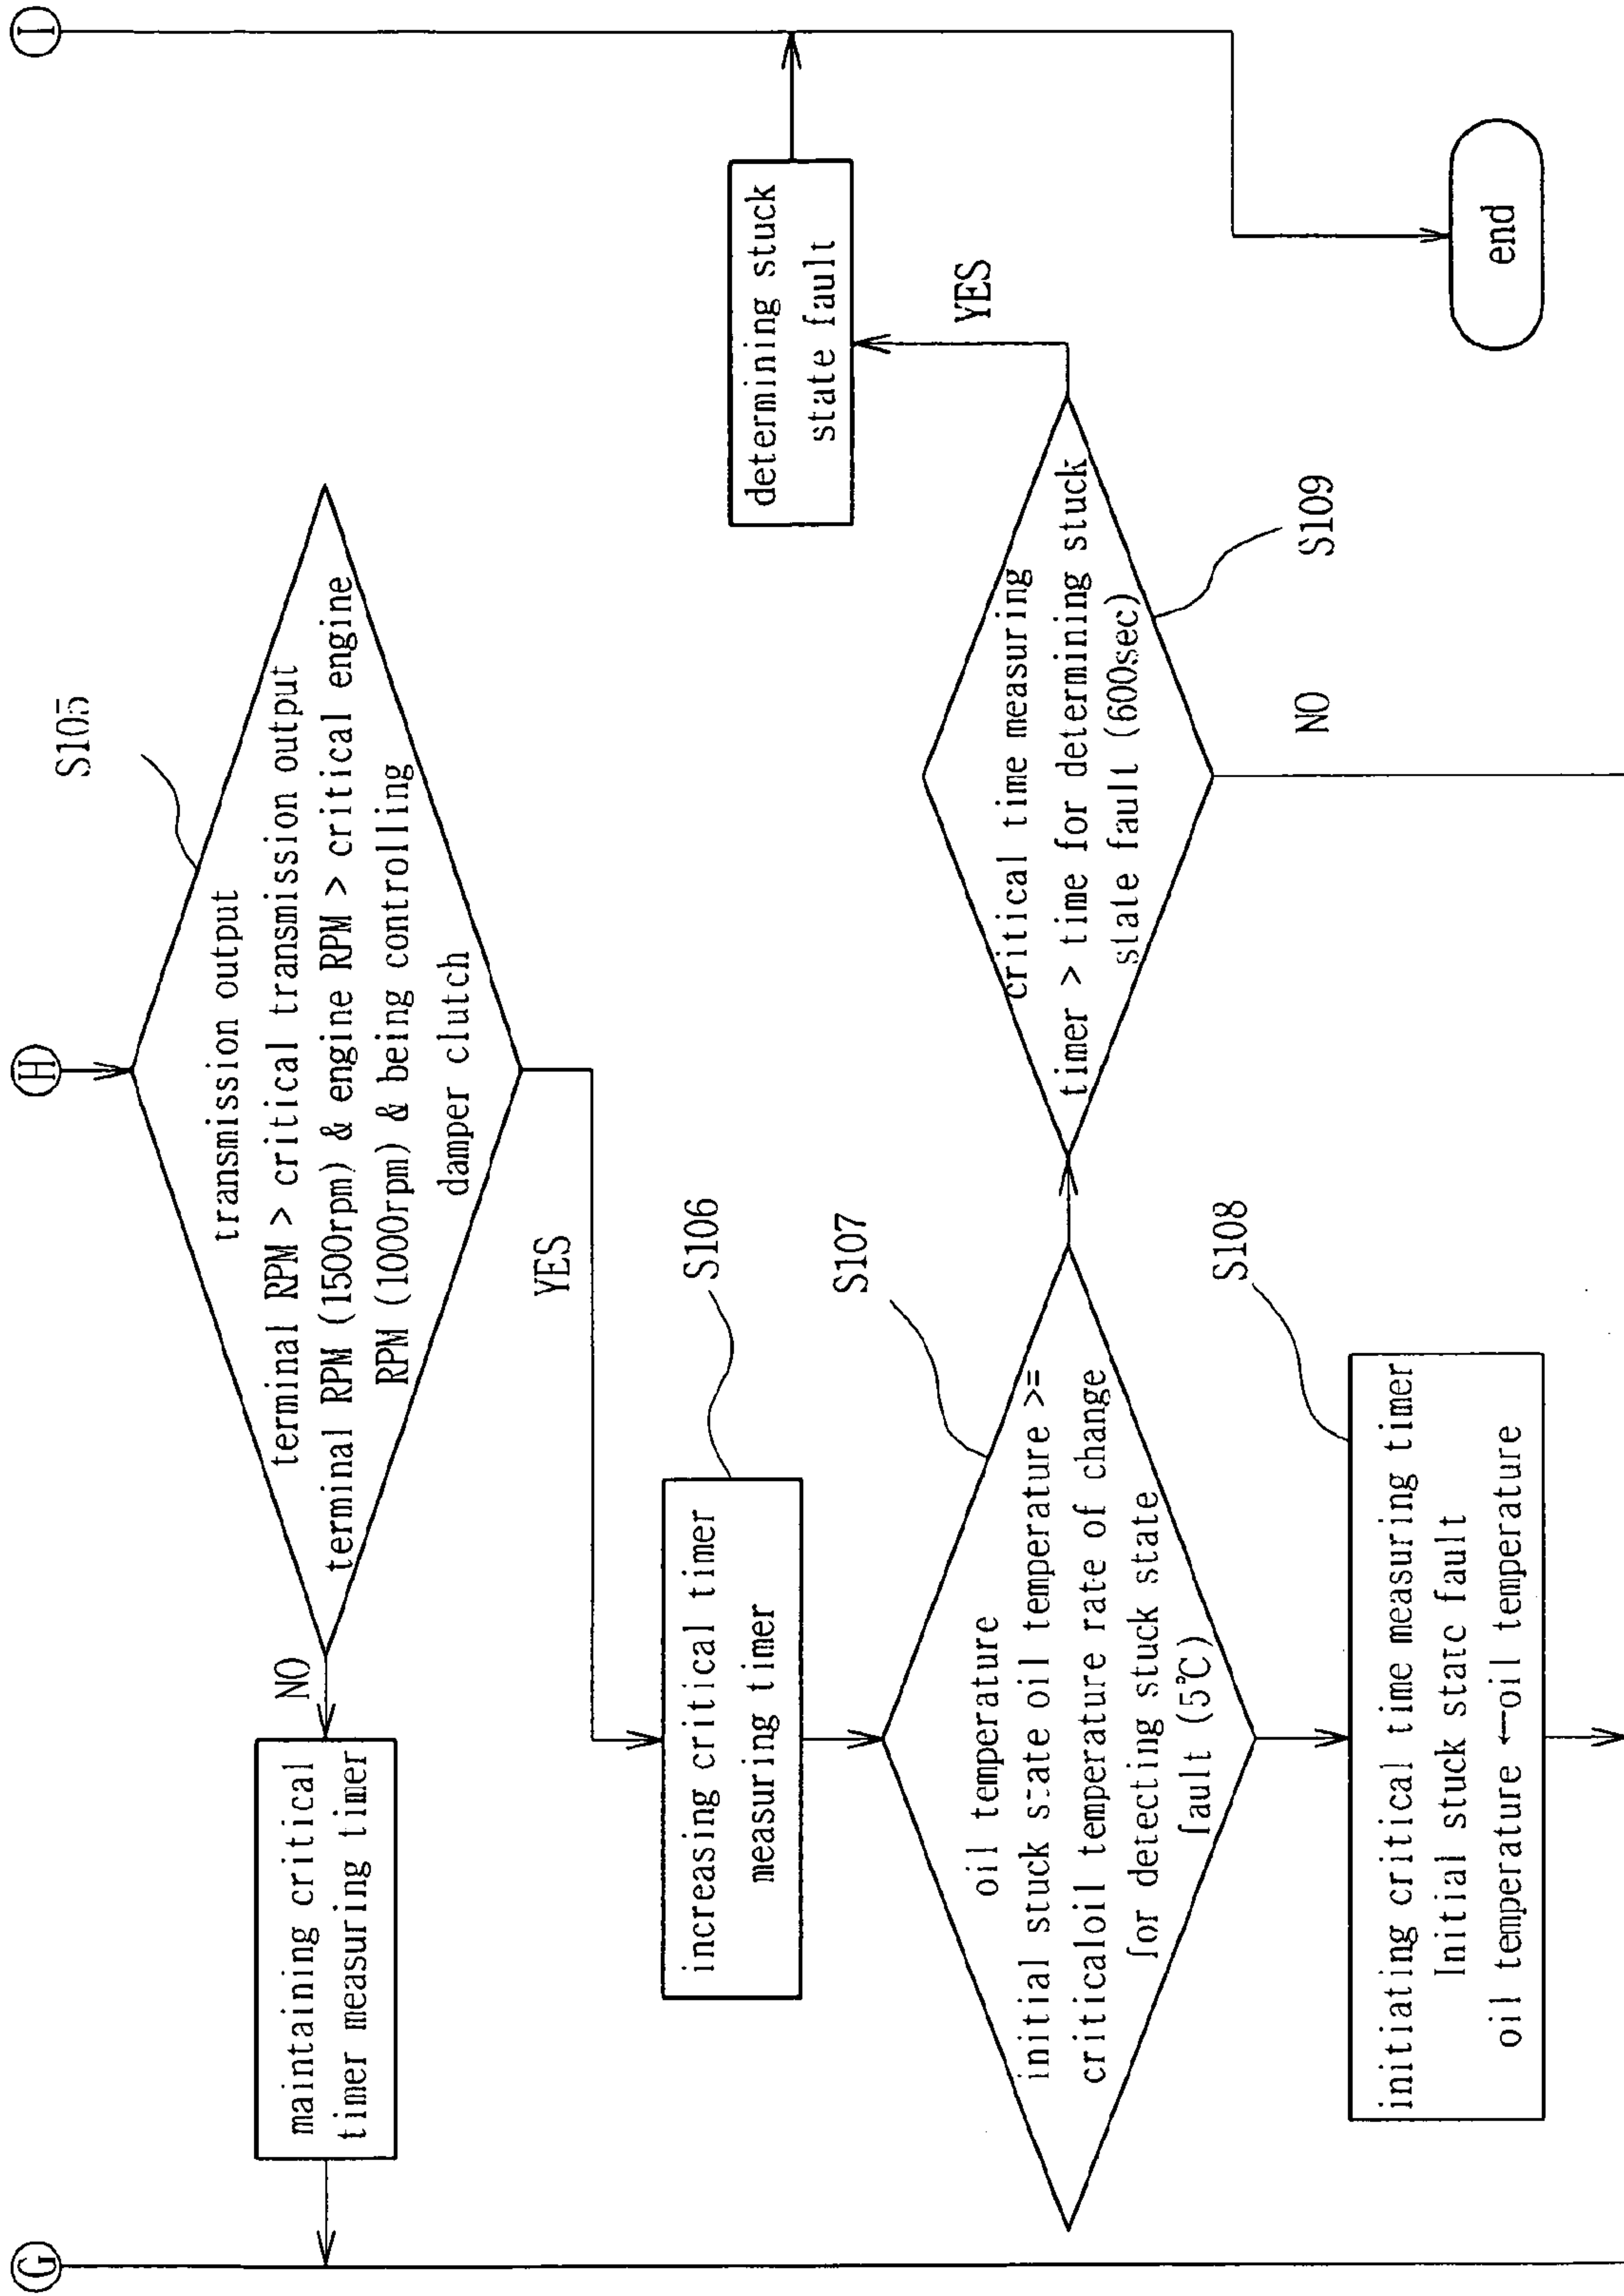 G
H
I
S105
transmission output
terminal RPM > critical transmission output
terminal RPM (1500rpm) & engine RPM > critical engine
RPM (1000rpm) & being controlling
damper clutch
NO
maintaining critical
timer measuring timer
YES
increasing critical timer
measuring timer
S106
S107
oil temperature
initial stuck state oil temperature >=
criticaloil temperature rate of change
for detecting stuck state
fault (5℃)
S108
initiating critical time measuring timer
Initial stuck state fault
oil temperature ←oil temperature
critical time measuring
timer > time for determining stuck
state fault (600sec)
S109
NO
YES
determining stuck
state fault
end